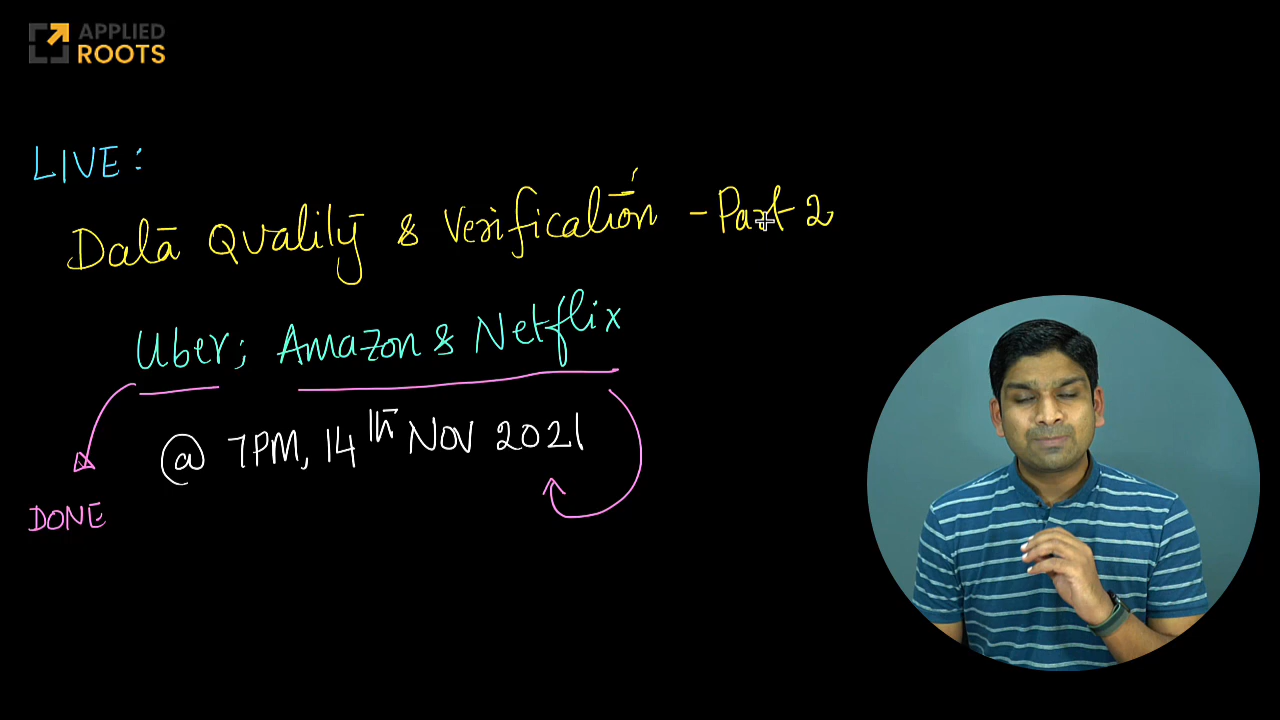 APPLIED
ROOTS
LIVE:
Data Quality & Verification - Part 2
Uber; Amazon & Netflix
@ 7PM, 14th Nov 2021
DONE